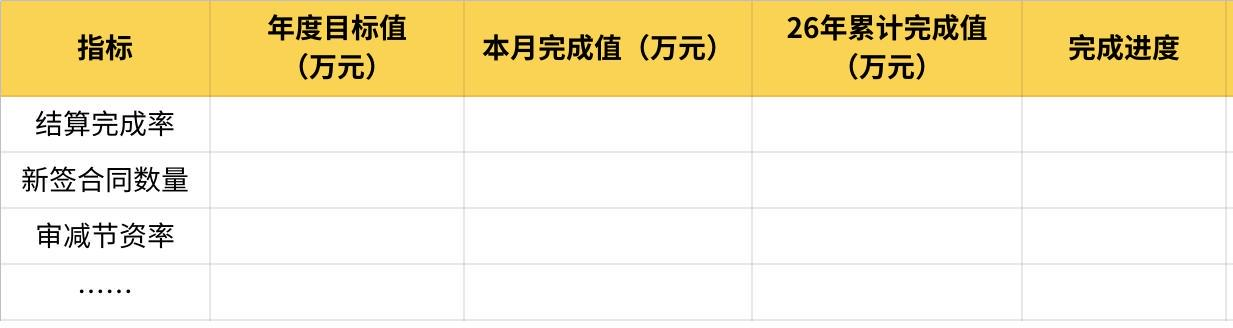 指标
年度目标值
（万元）
本月完成值（万元）
26年累计完成值
（万元）
完成进度
结算完成率
新签合同数量
审减节资率
……